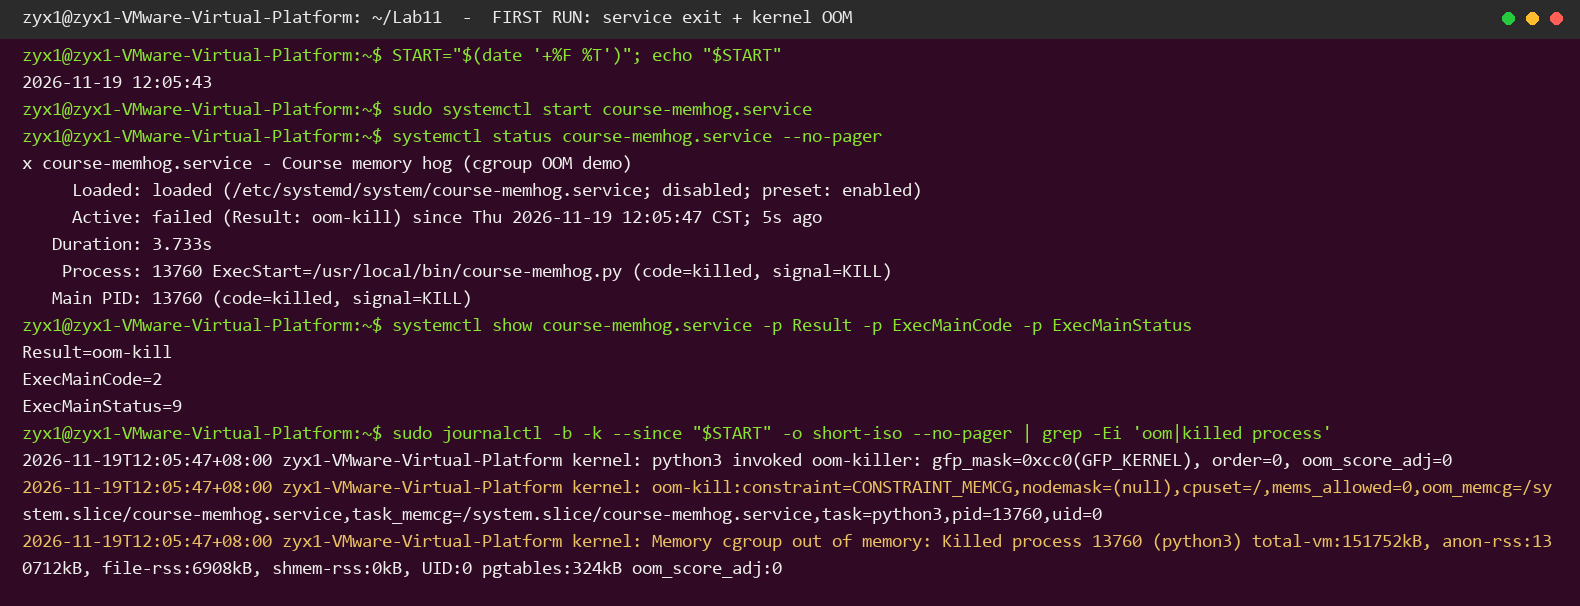 zyx1@zyx1-VMware-Virtual-Platform: ~/Lab11  -  FIRST RUN: service exit + kernel OOM
zyx1@zyx1-VMware-Virtual-Platform:~$ START="$(date '+%F %T')"; echo "$START"
2026-11-19 12:05:43
zyx1@zyx1-VMware-Virtual-Platform:~$ sudo systemctl start course-memhog.service
zyx1@zyx1-VMware-Virtual-Platform:~$ systemctl status course-memhog.service --no-pager
x course-memhog.service - Course memory hog (cgroup OOM demo)
     Loaded: loaded (/etc/systemd/system/course-memhog.service; disabled; preset: enabled)
     Active: failed (Result: oom-kill) since Thu 2026-11-19 12:05:47 CST; 5s ago
   Duration: 3.733s
    Process: 13760 ExecStart=/usr/local/bin/course-memhog.py (code=killed, signal=KILL)
   Main PID: 13760 (code=killed, signal=KILL)
zyx1@zyx1-VMware-Virtual-Platform:~$ systemctl show course-memhog.service -p Result -p ExecMainCode -p ExecMainStatus
Result=oom-kill
ExecMainCode=2
ExecMainStatus=9
zyx1@zyx1-VMware-Virtual-Platform:~$ sudo journalctl -b -k --since "$START" -o short-iso --no-pager | grep -Ei 'oom|killed process'
2026-11-19T12:05:47+08:00 zyx1-VMware-Virtual-Platform kernel: python3 invoked oom-killer: gfp_mask=0xcc0(GFP_KERNEL), order=0, oom_score_adj=0
2026-11-19T12:05:47+08:00 zyx1-VMware-Virtual-Platform kernel: oom-kill:constraint=CONSTRAINT_MEMCG,nodemask=(null),cpuset=/,mems_allowed=0,oom_memcg=/sy
stem.slice/course-memhog.service,task_memcg=/system.slice/course-memhog.service,task=python3,pid=13760,uid=0
2026-11-19T12:05:47+08:00 zyx1-VMware-Virtual-Platform kernel: Memory cgroup out of memory: Killed process 13760 (python3) total-vm:151752kB, anon-rss:13
0712kB, file-rss:6908kB, shmem-rss:0kB, UID:0 pgtables:324kB oom_score_adj:0